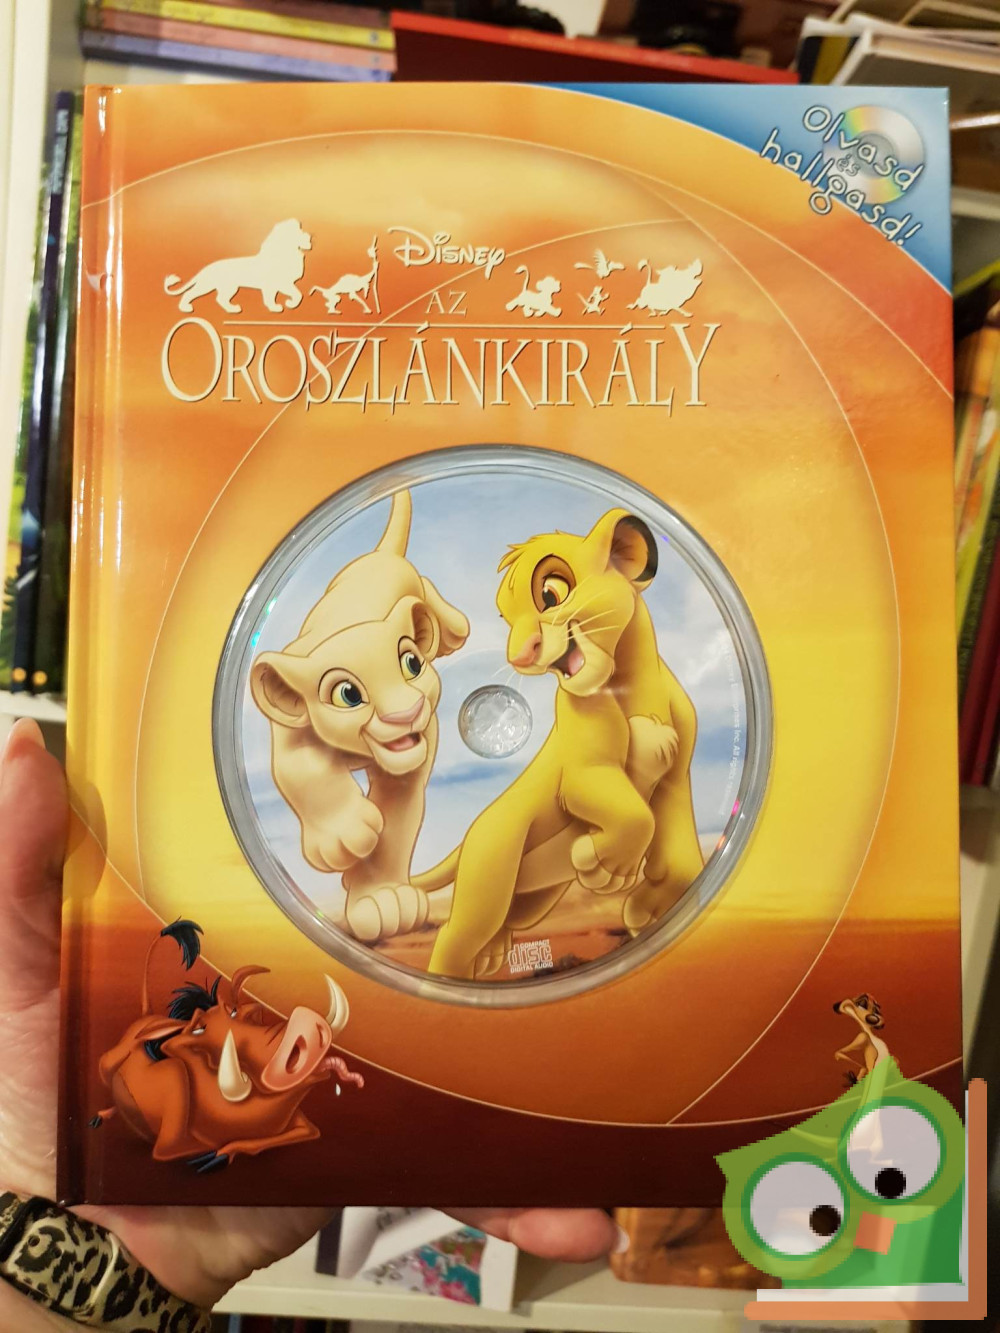 Olvasd
és
hallgasd!
Disney
AZ
OROSZLÁNKIRÁLY
COMPACT
disc
DIGITAL AUDIO